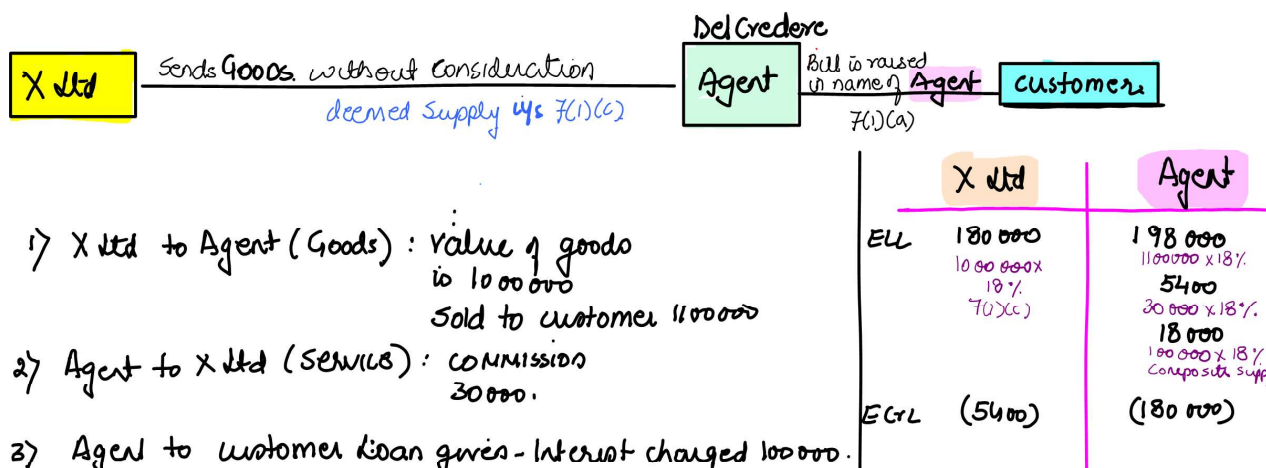 Del Credere
X Ltd
Sends Goods. without Consideration
deemed supply u/s 7(1)(c)
Agent
Bill is raised
in name of Agent
7(1)(a)
customer.
X Ltd
Agent
1) X Ltd to Agent (Goods) : value of goods
is 1000000
Sold to customer 1100000
2) Agent to X Ltd (Service) : COMMISSION
30000.
3) Agent to customer Loan given - Interest charged 100000.
ELL
180000
198000
1000000x
18%
7(1)(c)
1100000 x 18%
5400
30000 x 18%
18000
100000 x 18%
Composite Supp
ECrL
(5400)
(180000)